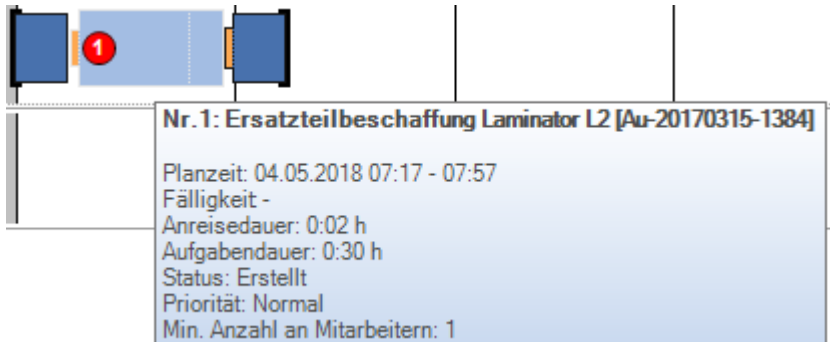 1
Nr.1: Ersatzteilbeschaffung Laminator L2 [Au-20170315-1384]
Planzeit: 04.05.2018 07:17 - 07:57
Fälligkeit -
Anreisedauer: 0:02 h
Aufgabendauer: 0:30 h
Status: Erstellt
Priorität: Normal
Min. Anzahl an Mitarbeitern: 1